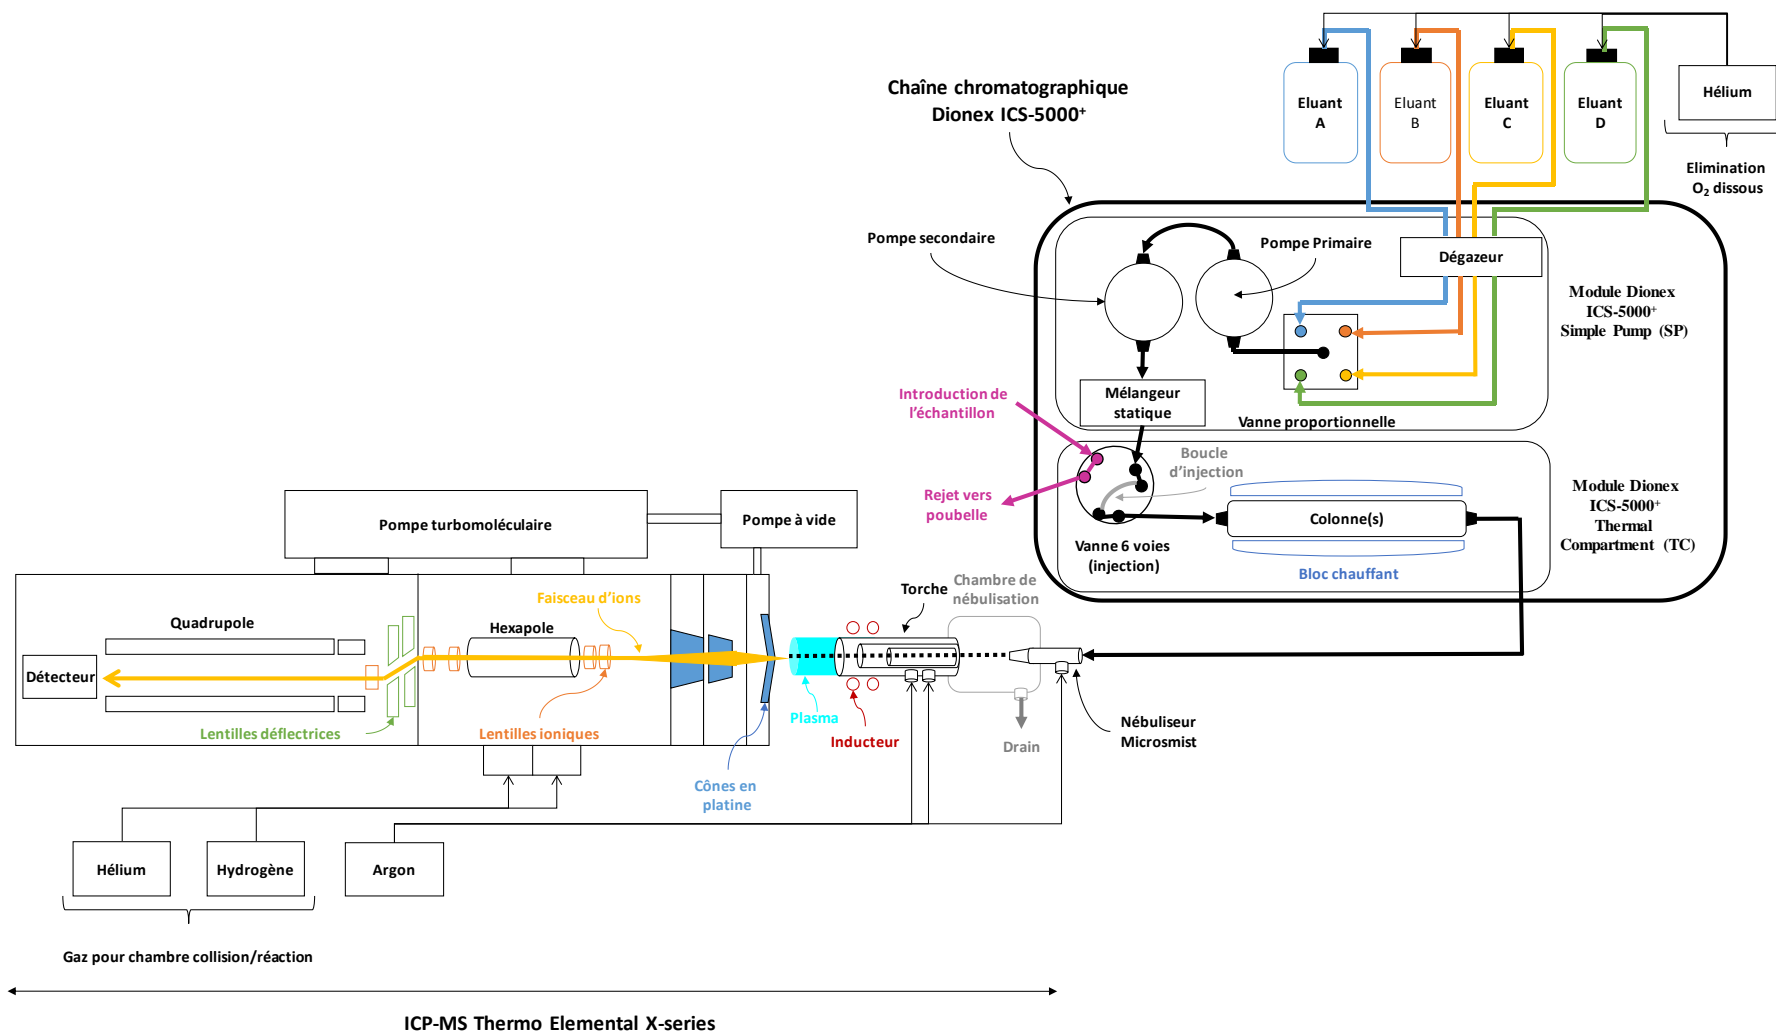 Chaîne chromatographique
Dionex ICS-5000⁺
Eluant
A
Eluant
B
Eluant
C
Eluant
D
Hélium
Elimination
O₂ dissous
Pompe secondaire
Pompe Primaire
Dégazeur
Module Dionex
ICS-5000⁺
Simple Pump (SP)
Introduction de
l'échantillon
Mélangeur
statique
Vanne proportionnelle
Boucle
d'injection
Rejet vers
poubelle
Colonne(s)
Module Dionex
ICS-5000⁺
Thermal
Compartment (TC)
Vanne 6 voies
(injection)
Bloc chauffant
Pompe turbomoléculaire
Pompe à vide
Faisceau d'ions
Torche
Chambre de
nébulisation
Quadrupole
Hexapole
Détecteur
Lentilles déflectrices
Lentilles ioniques
Plasma
Inducteur
Drain
Nébuliseur
Microsmist
Cônes en
platine
Hélium
Hydrogène
Argon
Gaz pour chambre collision/réaction
ICP-MS Thermo Elemental X-series